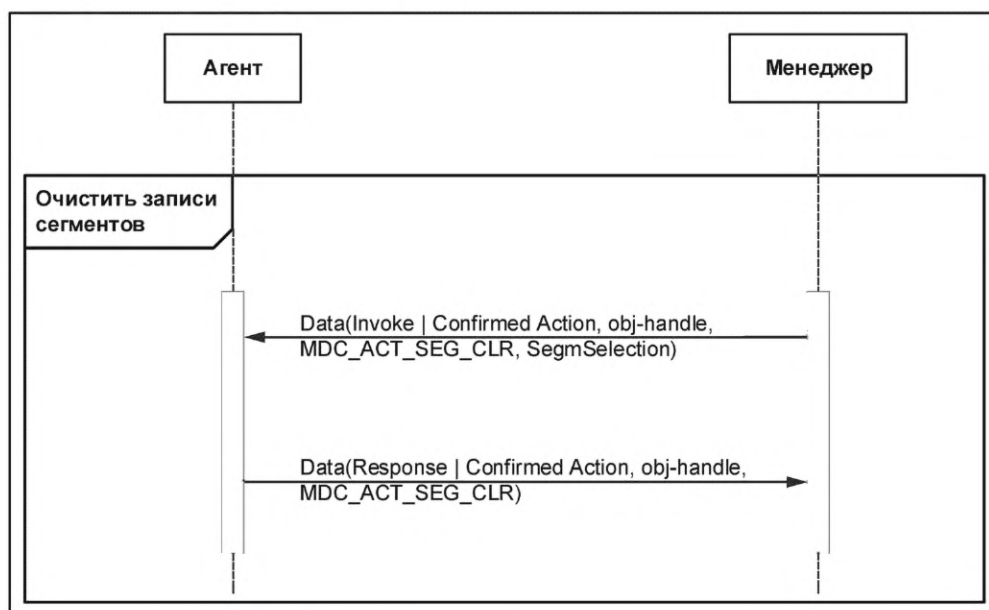 Агент
Менеджер
Очистить записи
сегментов
Data(Invoke | Confirmed Action, obj-handle,
MDC_ACT_SEG_CLR, SegmSelection)
Data(Response | Confirmed Action, obj-handle,
MDC_ACT_SEG_CLR)